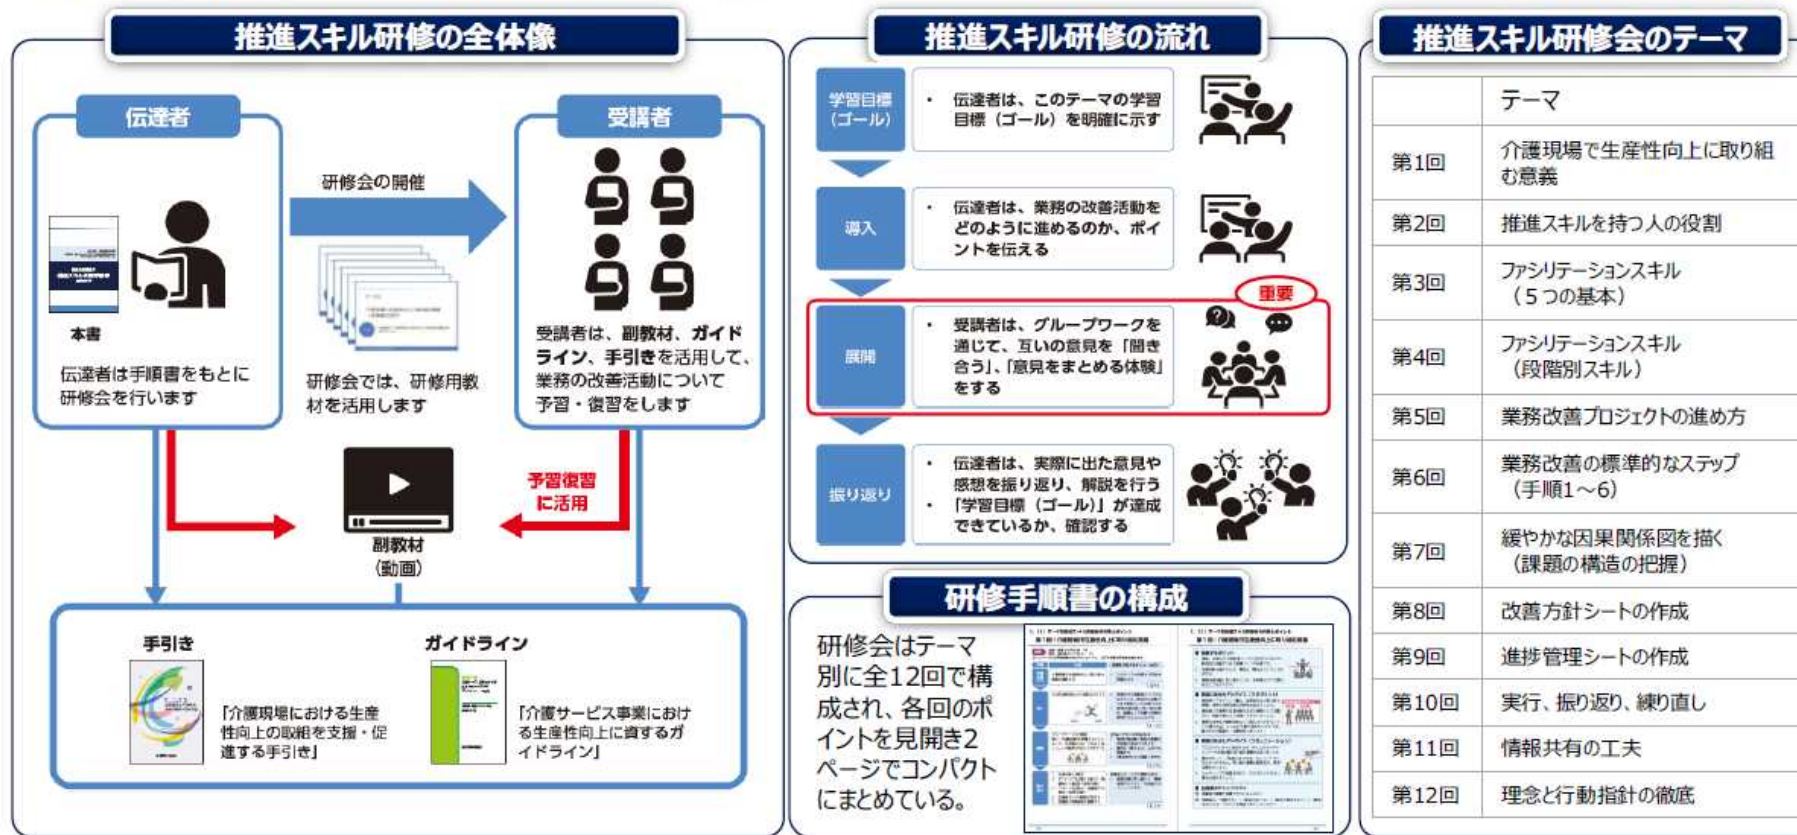 推進スキル研修の全体像
伝達者
本書
伝達者は手順書をもとに
研修会を行います
研修会の開催
研修会では、研修用教
材を活用します
受講者
受講者は、副教材、ガイド
ライン、手引きを活用して、
業務の改善活動について
予習・復習をします
予習復習
に活用
副教材
(動画)
手引き
「介護現場における生産
性向上の取組を支援・促
進する手引き」
ガイドライン
「介護サービス事業におけ
る生産性向上に資するガ
イドライン」
推進スキル研修の流れ
学習目標
(ゴール)
・ 伝達者は、このテーマの学習
目標（ゴール）を明確に示す
導入
・ 伝達者は、業務の改善活動を
どのように進めるのか、ポイ
ントを伝える
重要
展開
・ 受講者は、グループワークを
通じて、互いの意見を「聞き
合う」、「意見をまとめる体験」
をする
振り返り
・ 伝達者は、実際に出た意見や
感想を振り返り、解説を行う
・ 「学習目標（ゴール）」が達成
できているか、確認する
研修手順書の構成
研修会はテーマ
別に全12回で構
成され、各回のポ
イントを見開き2
ページでコンパクト
にまとめている。
推進スキル研修会のテーマ
テーマ
第1回 介護現場で生産性向上に取り組
む意義
第2回 推進スキルを持つ人の役割
第3回 ファシリテーションスキル
（５つの基本）
第4回 ファシリテーションスキル
（段階別スキル）
第5回 業務改善プロジェクトの進め方
第6回 業務改善の標準的なステップ
（手順1～6）
第7回 緩やかな因果関係図を描く
（課題の構造の把握）
第8回 改善方針シートの作成
第9回 進捗管理シートの作成
第10回 実行、振り返り、練り直し
第11回 情報共有の工夫
第12回 理念と行動指針の徹底